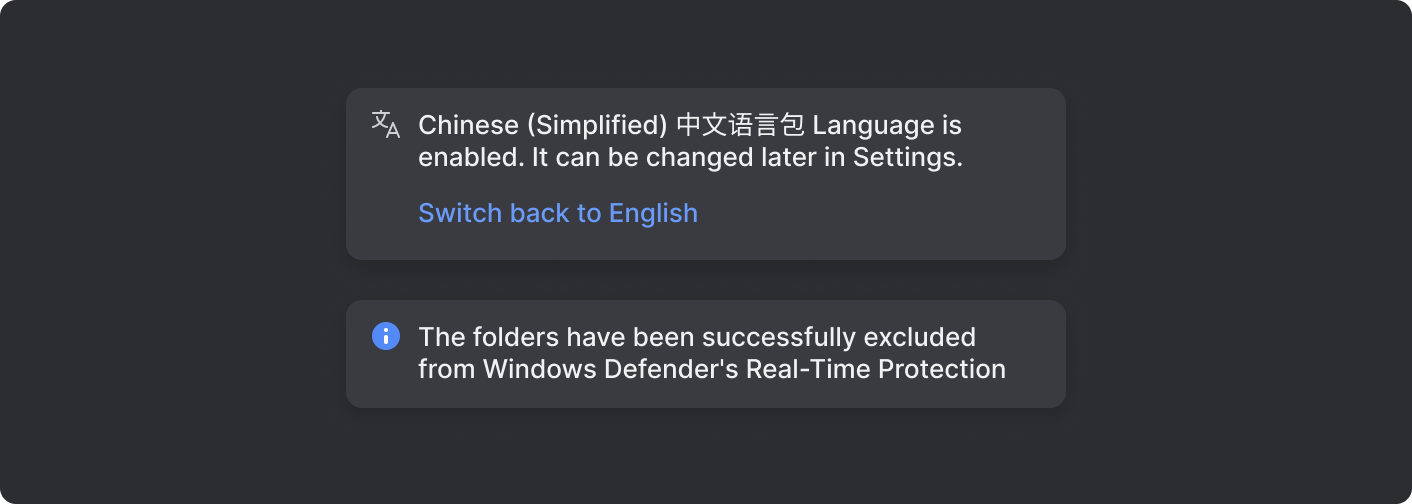 Chinese (Simplified) 中文语言包 Language is
enabled. It can be changed later in Settings.
Switch back to English
The folders have been successfully excluded
from Windows Defender's Real-Time Protection